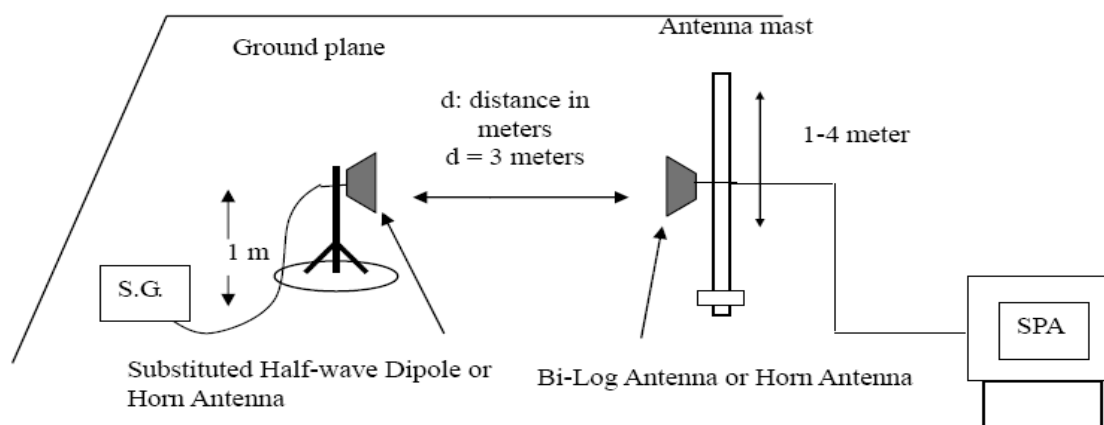 Antenna mast
Ground plane
d: distance in
meters
d = 3 meters
1-4 meter
1 m
S.G.
SPA
Substituted Half-wave Dipole or
Horn Antenna
Bi-Log Antenna or Horn Antenna